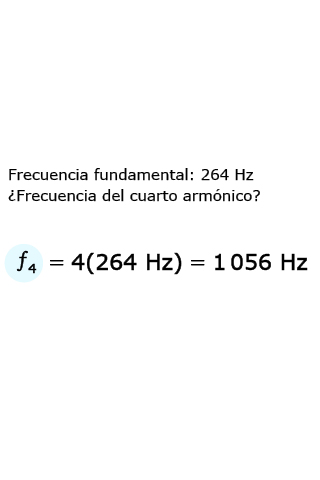 Frecuencia fundamental: 264 Hz
¿Frecuencia del cuarto armónico?
f₄ = 4(264 Hz) = 1 056 Hz